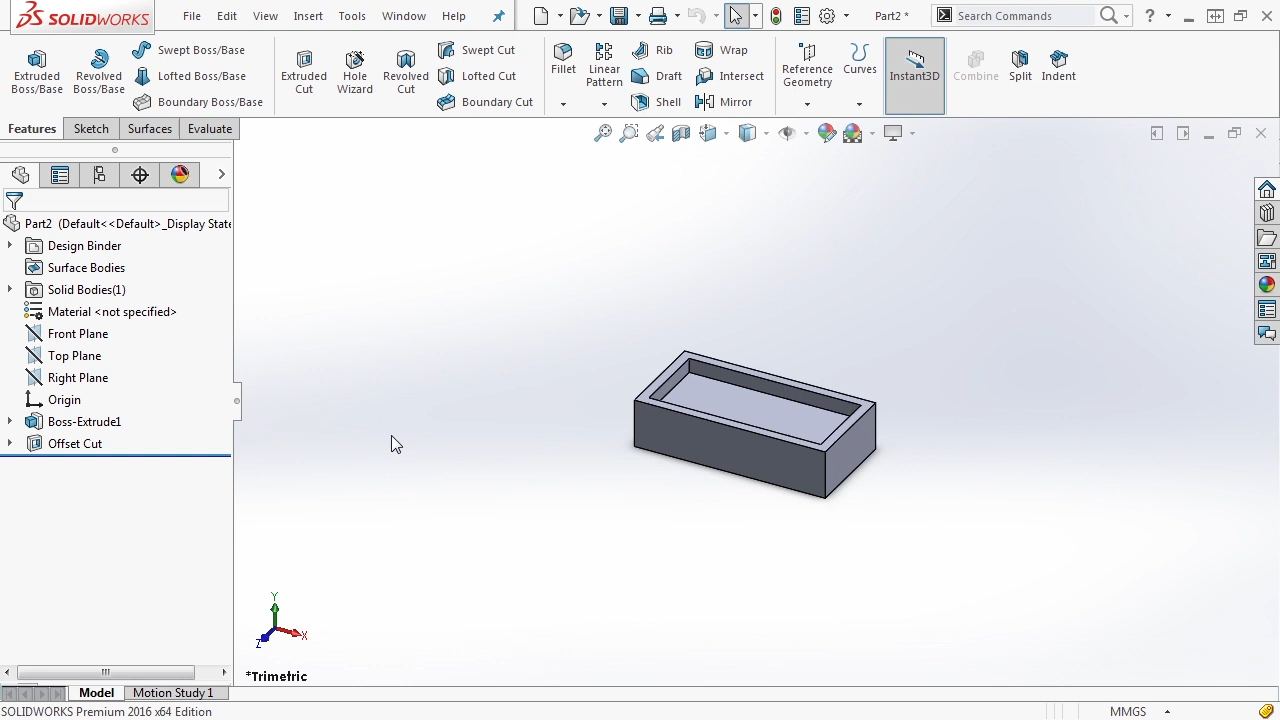 SOLIDWORKS File Edit View Insert Tools Window Help Part2 * Search Commands ?
Extruded Boss/Base
Revolved Boss/Base
Swept Boss/Base
Lofted Boss/Base
Boundary Boss/Base
Extruded Cut
Hole Wizard
Revolved Cut
Swept Cut
Lofted Cut
Boundary Cut
Fillet
Linear Pattern
Rib
Draft
Shell
Wrap
Intersect
Mirror
Reference Geometry
Curves
Instant3D
Combine
Split
Indent
Features Sketch Surfaces Evaluate
Part2 (Default<<Default>_Display State
Design Binder
Surface Bodies
Solid Bodies(1)
Material <not specified>
Front Plane
Top Plane
Right Plane
Origin
Boss-Extrude1
Offset Cut
Y
X
Z
*Trimetric
Model Motion Study 1
SOLIDWORKS Premium 2016 x64 Edition MMGS